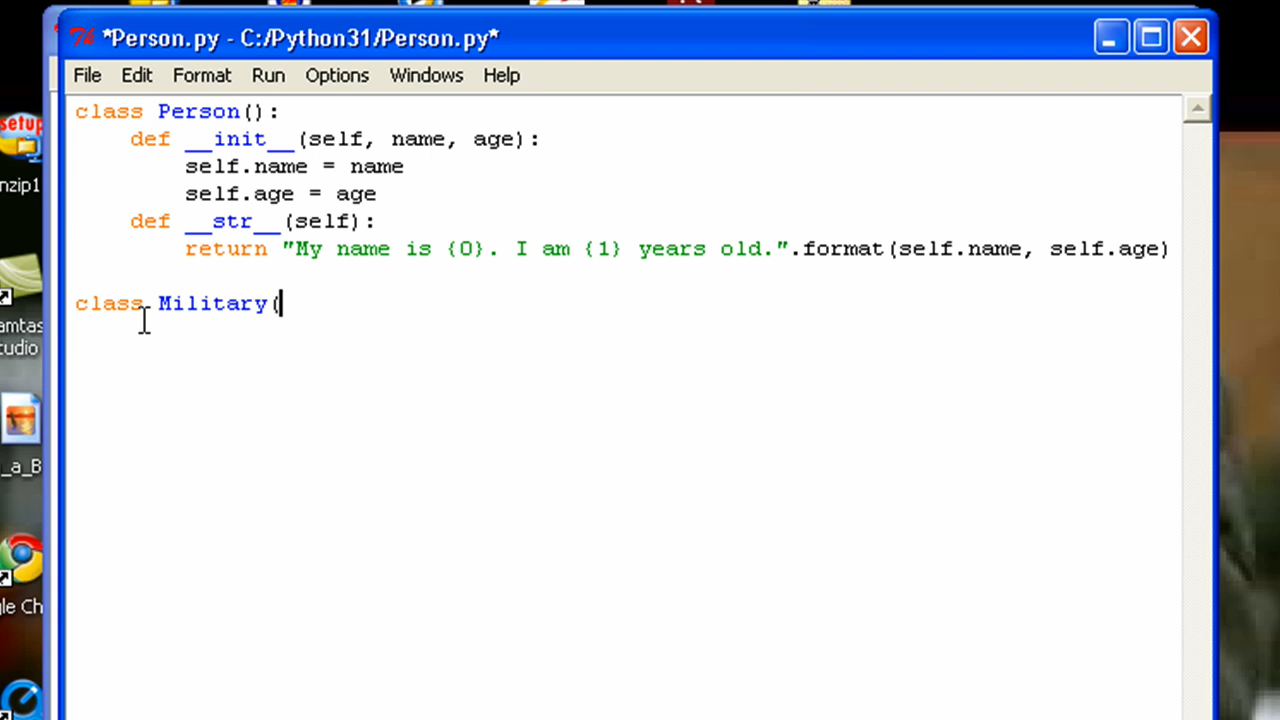 *Person.py - C:/Python31/Person.py*
File Edit Format Run Options Windows Help
class Person():
    def __init__(self, name, age):
        self.name = name
        self.age = age
    def __str__(self):
        return "My name is {0}. I am {1} years old.".format(self.name, self.age)
class Military(
setup
nzip1
amtas
tudio
_a_B
gle Ch